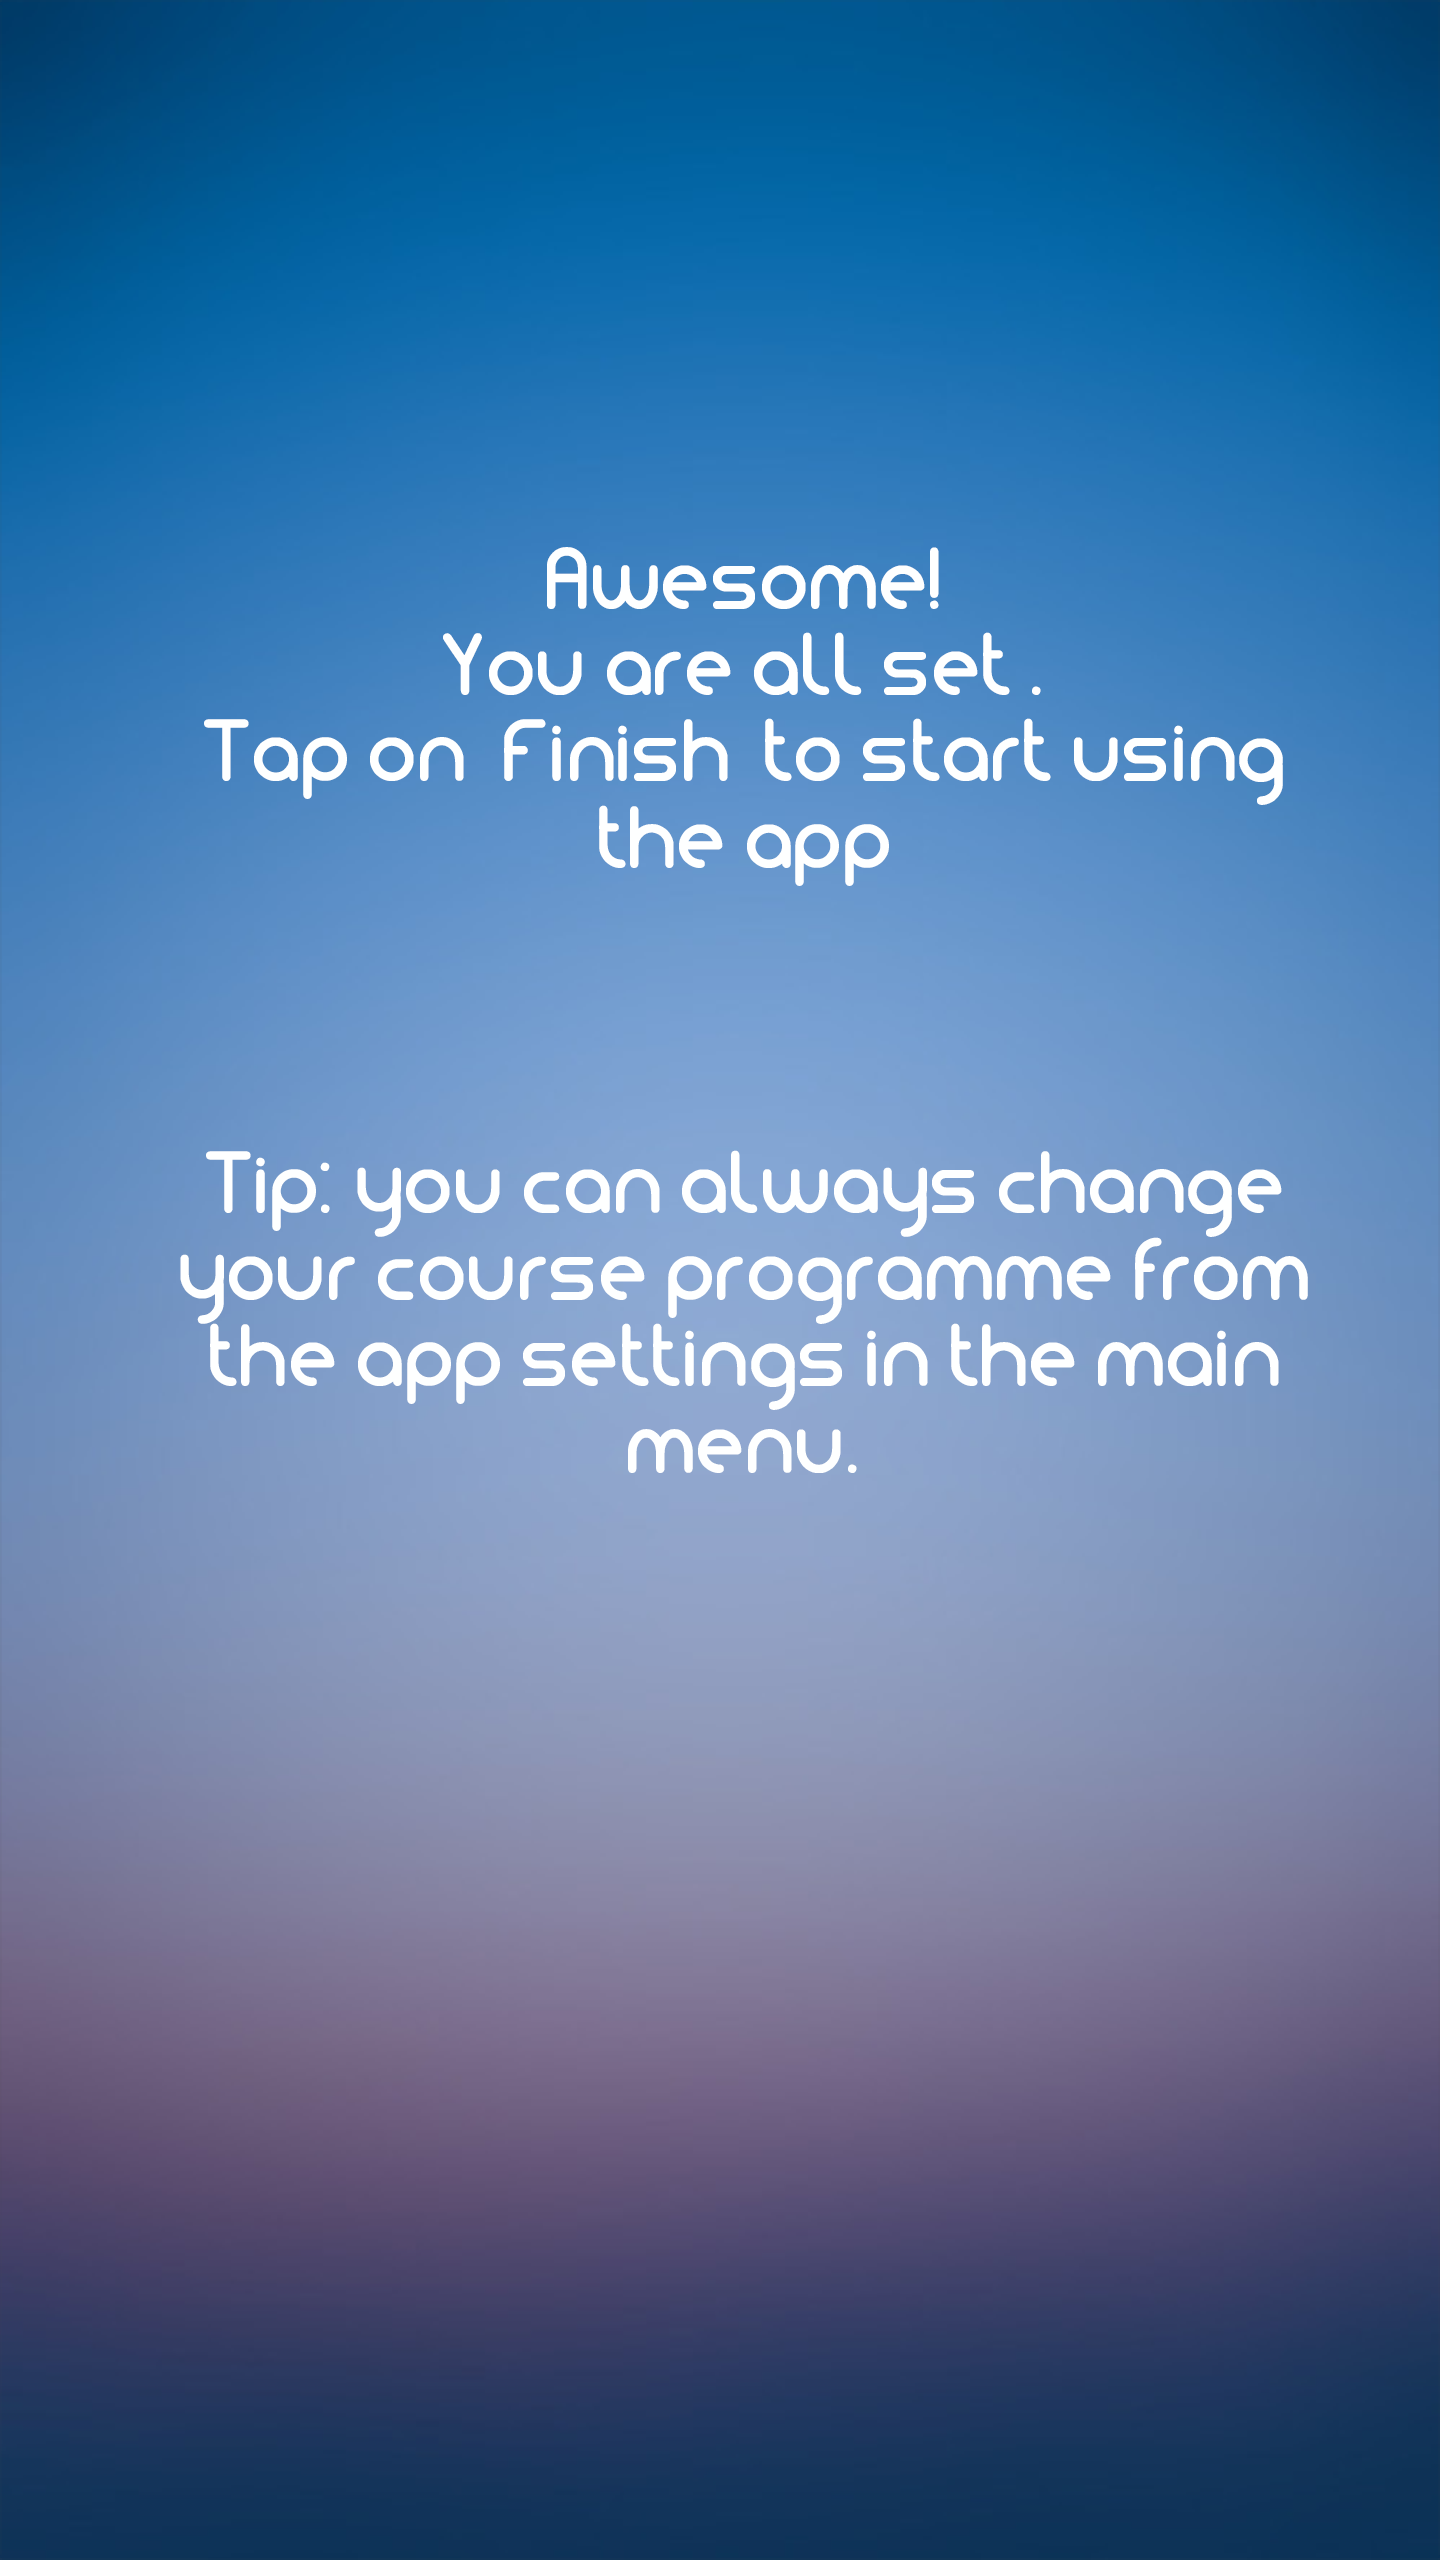 Awesome!
You are all set .
Tap on  Finish  to start using
the app
Tip: you can always change
your course programme from
the app settings in the main
menu.